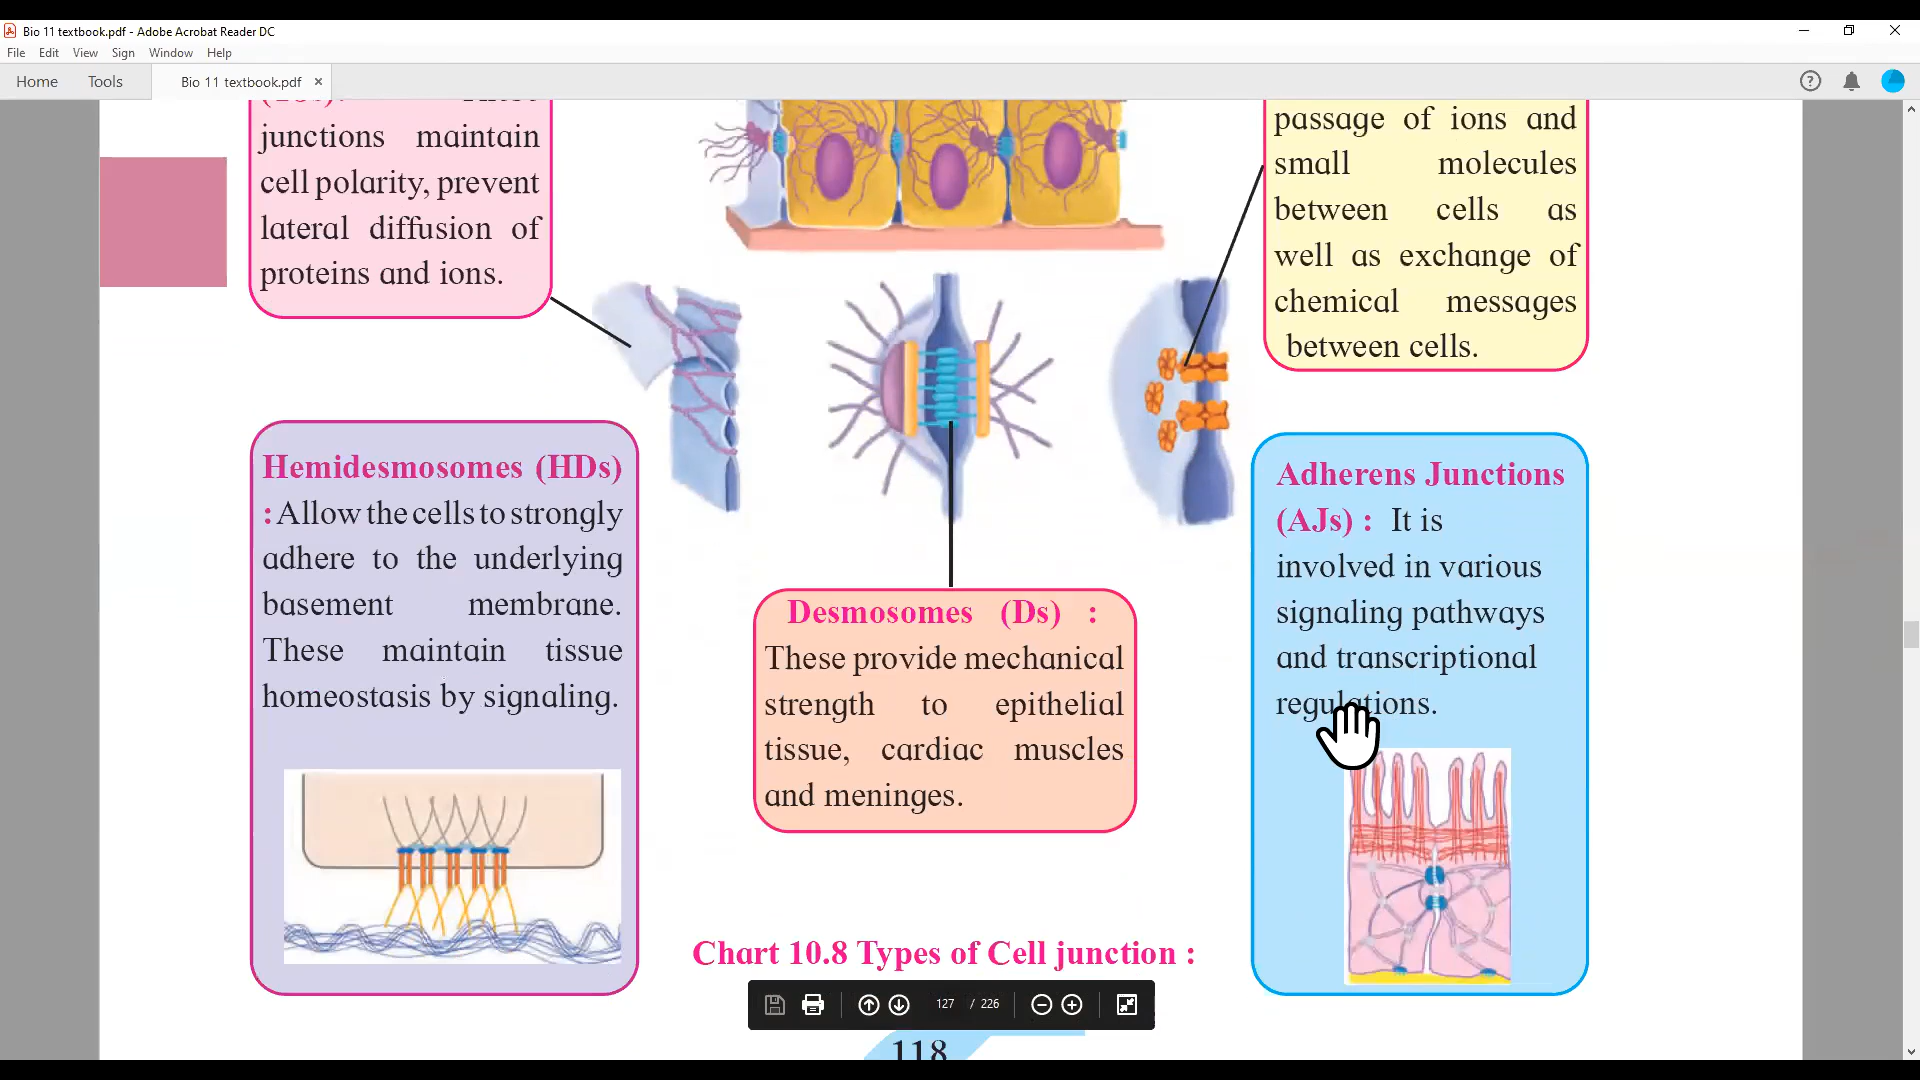 Bio 11 textbook.pdf - Adobe Acrobat Reader DC
File Edit View Sign Window Help
Home Tools Bio 11 textbook.pdf ×
junctions maintain
cell polarity, prevent
lateral diffusion of
proteins and ions.
passage of ions and
small molecules
between cells as
well as exchange of
chemical messages
between cells.
Hemidesmosomes (HDs)
: Allow the cells to strongly
adhere to the underlying
basement membrane.
These maintain tissue
homeostasis by signaling.
Desmosomes (Ds) :
These provide mechanical
strength to epithelial
tissue, cardiac muscles
and meninges.
Adherens Junctions
(AJs) : It is
involved in various
signaling pathways
and transcriptional
regulations.
Chart 10.8 Types of Cell junction :
127 / 226
118